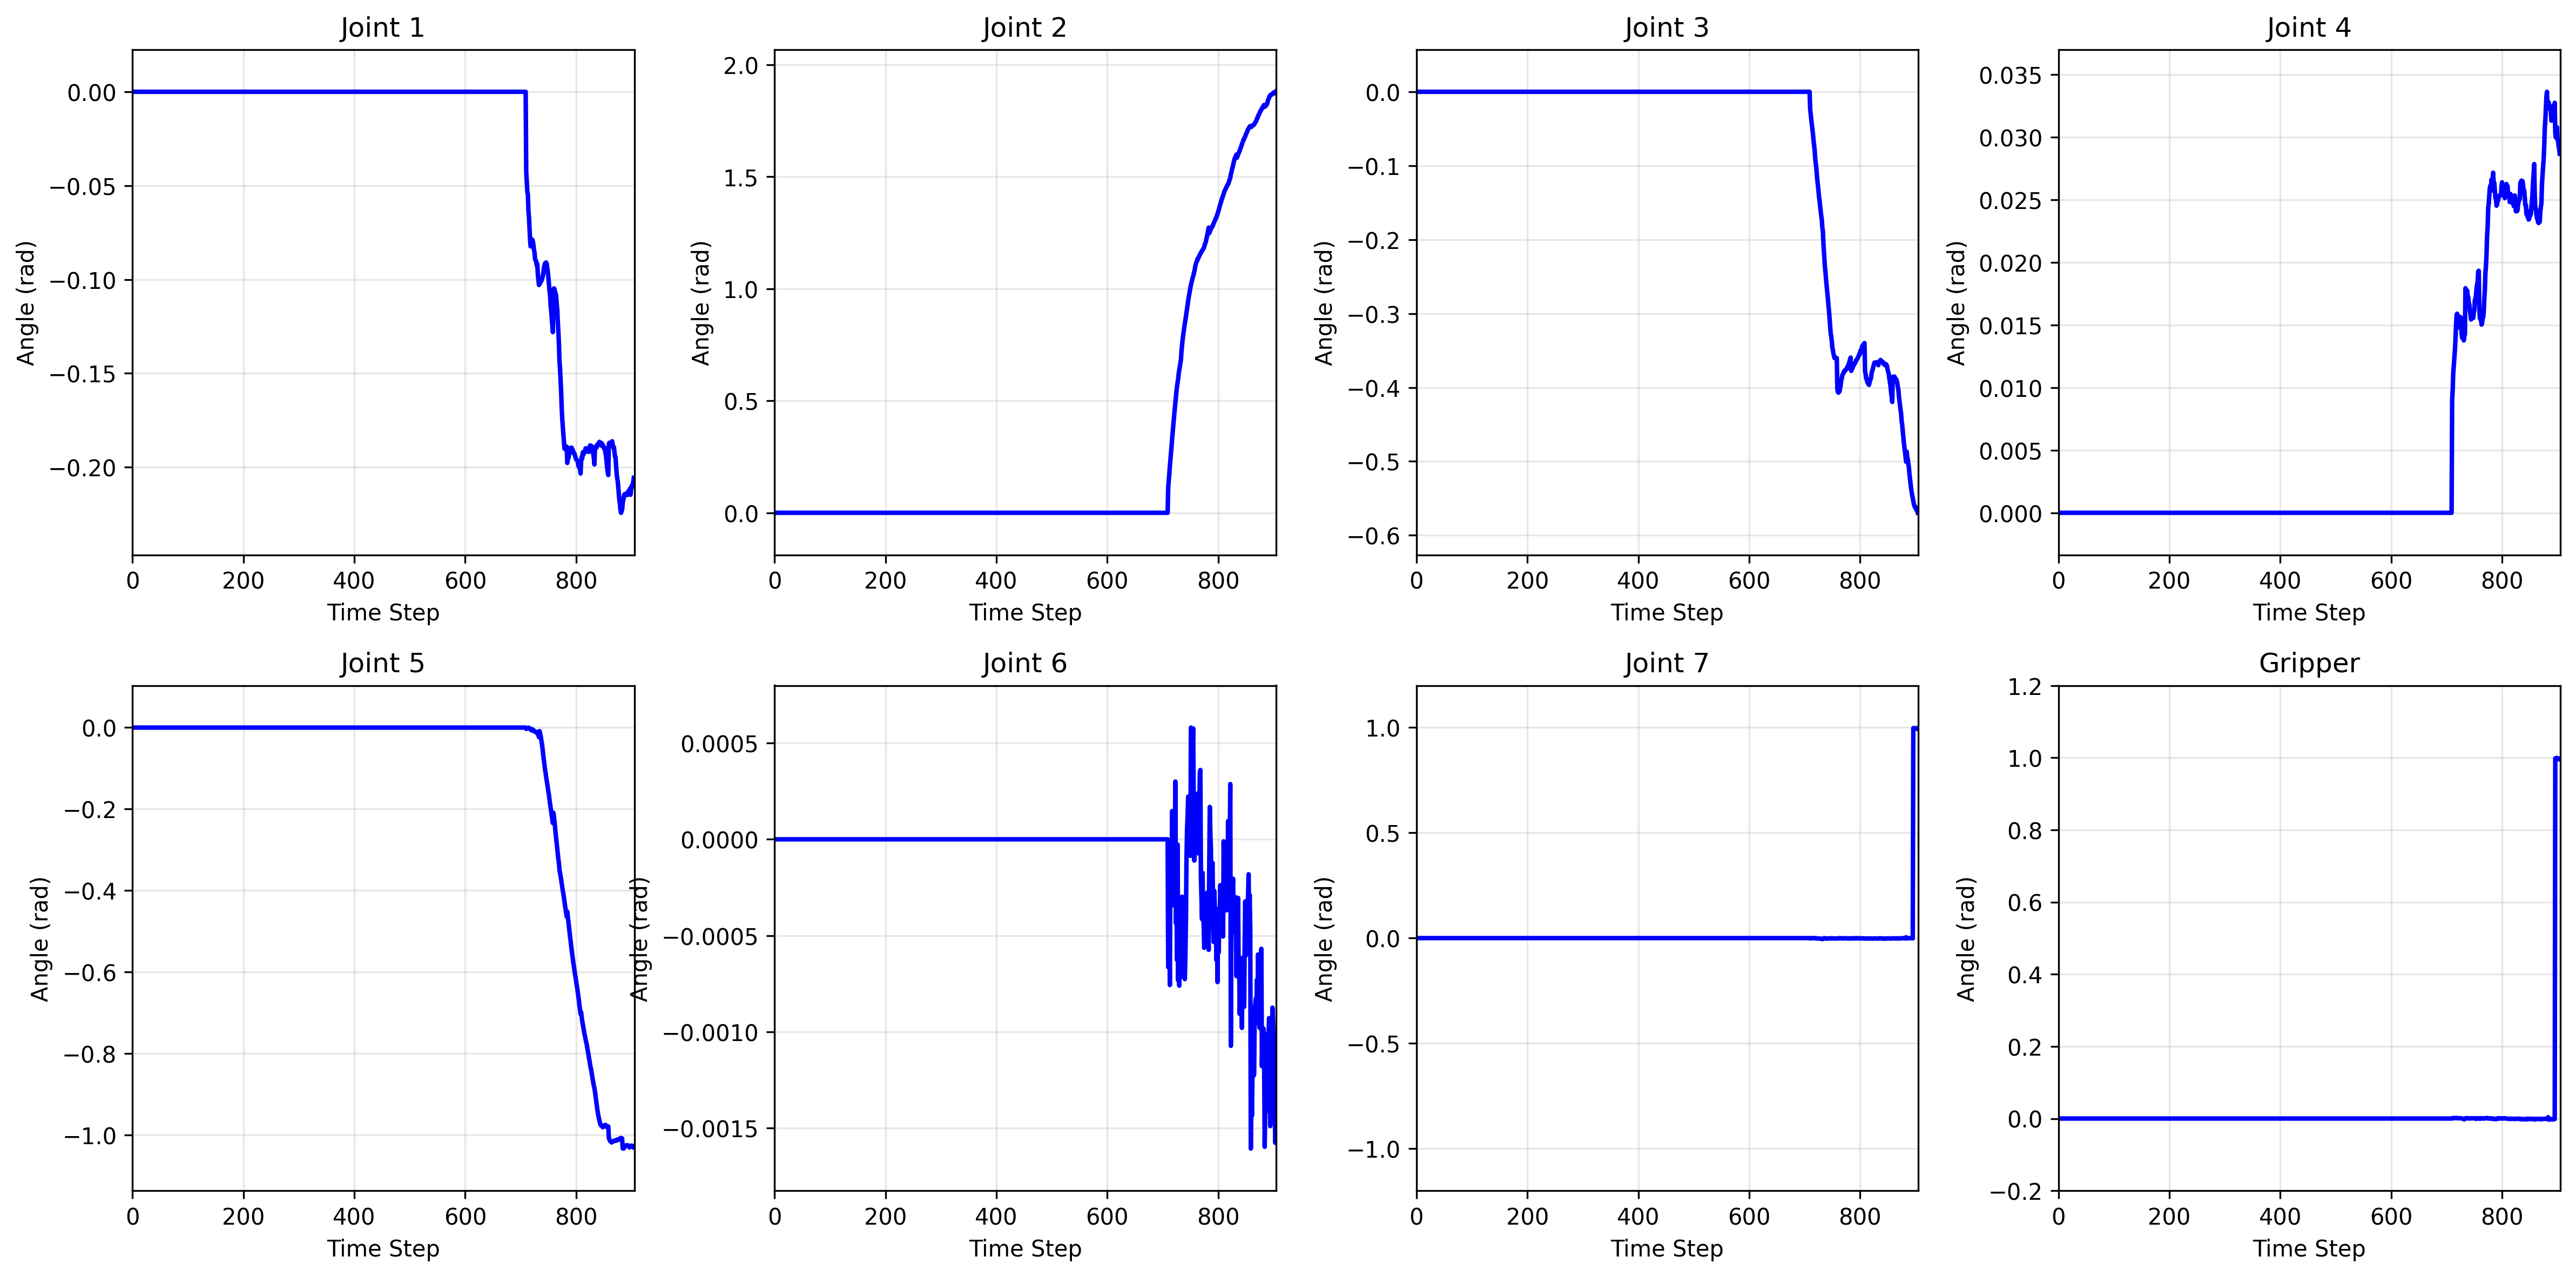 Joint 1
0.00
−0.05
−0.10
−0.15
−0.20
Angle (rad)
0 200 400 600 800
Time Step
Joint 2
2.0
1.5
1.0
0.5
0.0
Angle (rad)
0 200 400 600 800
Time Step
Joint 3
0.0
−0.1
−0.2
−0.3
−0.4
−0.5
−0.6
Angle (rad)
0 200 400 600 800
Time Step
Joint 4
0.035
0.030
0.025
0.020
0.015
0.010
0.005
0.000
Angle (rad)
0 200 400 600 800
Time Step
Joint 5
0.0
−0.2
−0.4
−0.6
−0.8
−1.0
Angle (rad)
0 200 400 600 800
Time Step
Joint 6
0.0005
0.0000
−0.0005
−0.0010
−0.0015
Angle (rad)
0 200 400 600 800
Time Step
Joint 7
1.0
0.5
0.0
−0.5
−1.0
Angle (rad)
0 200 400 600 800
Time Step
Gripper
1.2
1.0
0.8
0.6
0.4
0.2
0.0
−0.2
Angle (rad)
0 200 400 600 800
Time Step